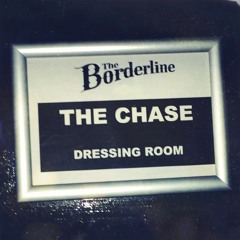 The
Borderline
THE CHASE
DRESSING ROOM